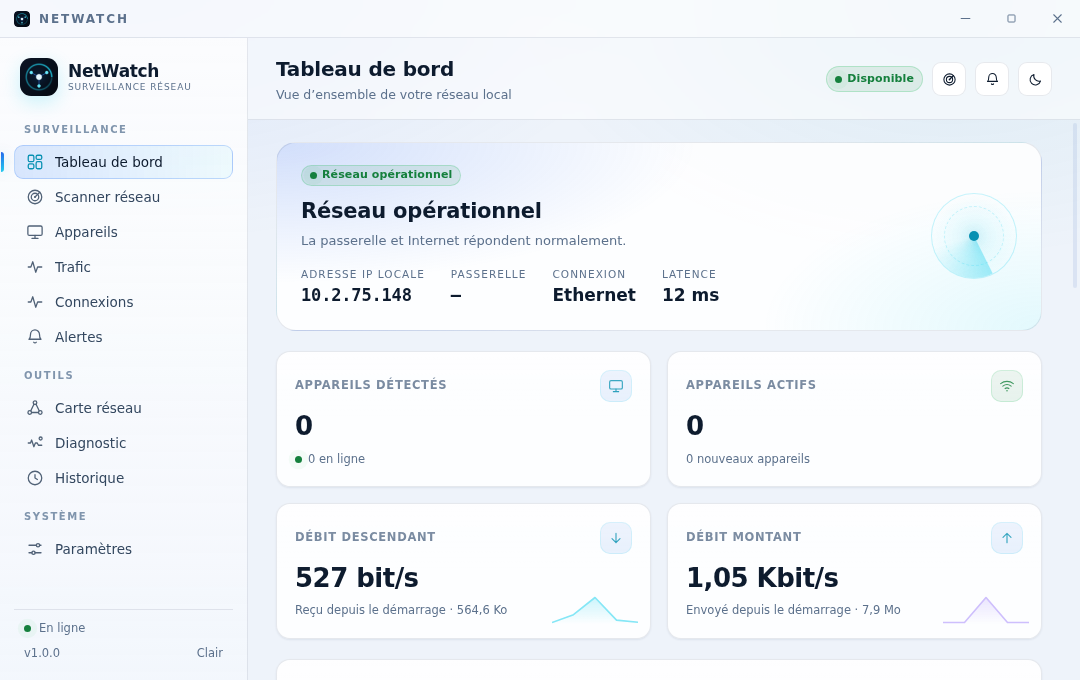 NETWATCH
NetWatch
SURVEILLANCE RÉSEAU
SURVEILLANCE
Tableau de bord
Scanner réseau
Appareils
Trafic
Connexions
Alertes
OUTILS
Carte réseau
Diagnostic
Historique
SYSTÈME
Paramètres
En ligne
v1.0.0 Clair
Tableau de bord
Vue d’ensemble de votre réseau local
Disponible
Réseau opérationnel
Réseau opérationnel
La passerelle et Internet répondent normalement.
ADRESSE IP LOCALE PASSERELLE CONNEXION LATENCE
10.2.75.148 — Ethernet 12 ms
APPAREILS DÉTECTÉS
0
0 en ligne
APPAREILS ACTIFS
0
0 nouveaux appareils
DÉBIT DESCENDANT
527 bit/s
Reçu depuis le démarrage · 564,6 Ko
DÉBIT MONTANT
1,05 Kbit/s
Envoyé depuis le démarrage · 7,9 Mo